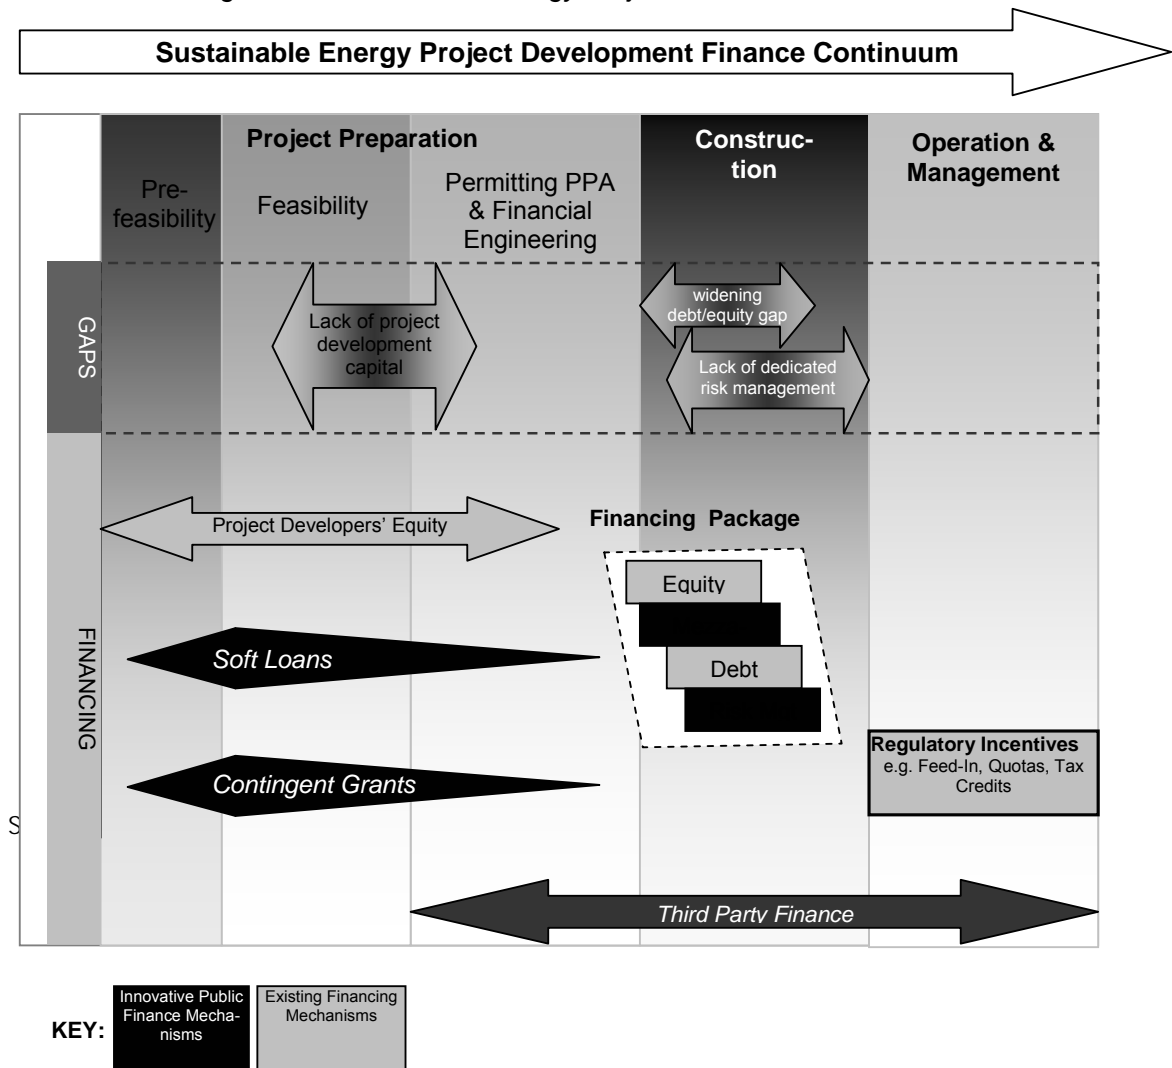 Sustainable Energy Project Development Finance Continuum
Project Preparation
Construc-
tion
Operation &
Management
Pre-
feasibility
Feasibility
Permitting PPA
& Financial
Engineering
GAPS
Lack of project
development
capital
widening
debt/equity gap
Lack of dedicated
risk management
FINANCING
Project Developers’ Equity
Financing Package
Equity
Debt
Soft Loans
Contingent Grants
Regulatory Incentives
e.g. Feed-In, Quotas, Tax
Credits
S
Third Party Finance
KEY:
Innovative Public
Finance Mecha-
nisms
Existing Financing
Mechanisms